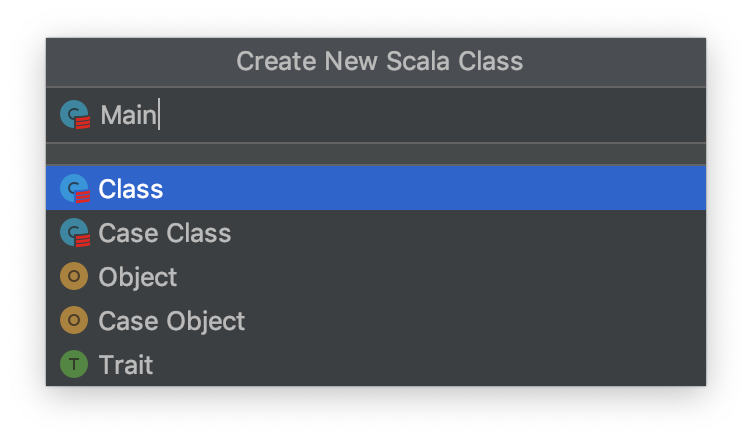 Create New Scala Class
Main
Class
Case Class
Object
Case Object
Trait